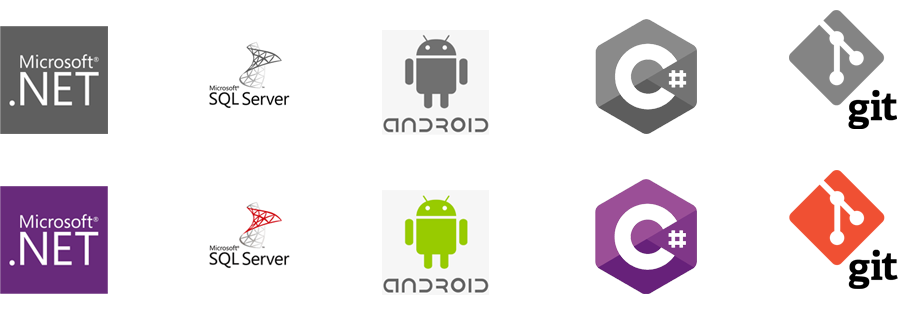 Microsoft®
.NET
Microsoft®
SQL Server
ANDROID
C#
git
Microsoft®
.NET
Microsoft®
SQL Server
ANDROID
C#
git